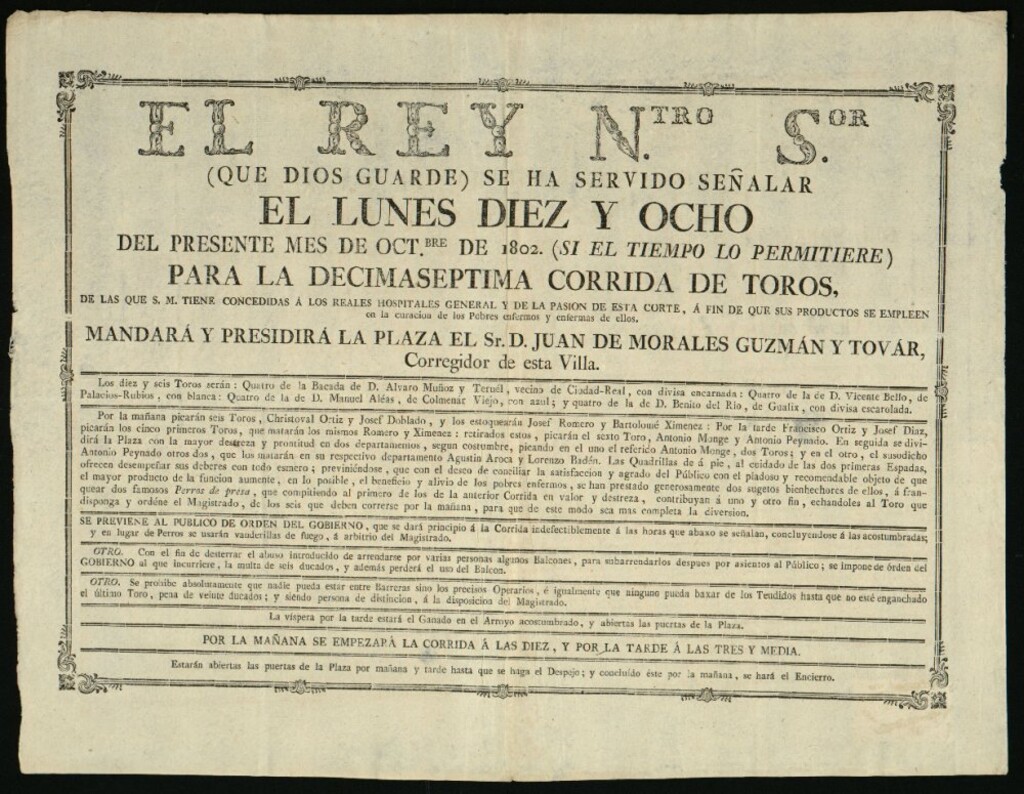 EL REY N.TRO S.OR
(QUE DIOS GUARDE) SE HA SERVIDO SEÑALAR
EL LUNES DIEZ Y OCHO
DEL PRESENTE MES DE OCT.BRE DE 1802. (SI EL TIEMPO LO PERMITIERE)
PARA LA DECIMASEPTIMA CORRIDA DE TOROS,
DE LAS QUE S. M. TIENE CONCEDIDAS Á LOS REALES HOSPITALES GENERAL Y DE LA PASION DE ESTA CORTE, Á FIN DE QUE SUS PRODUCTOS SE EMPLEEN
en la curacion de los Pobres enfermos y enfermas de ellos.
MANDARÁ Y PRESIDIRÁ LA PLAZA EL Sr. D. JUAN DE MORALES GUZMÁN Y TOVÁR,
Corregidor de esta Villa.
Los diez y seis Toros serán: Quatro de la Bacada de D. Alvaro Muñoz y Teruél, vecino de Ciudad-Real, con divisa encarnada: Quatro de la de D. Vicente Bello, de
Palacios-Rubios, con blanca: Quatro de la de D. Manuel Aléas, de Colmenar Viejo, con azul; y quatro de la de D. Benito del Rio, de Gualix, con divisa escarolada.
Por la mañana picarán seis Toros, Christoval Ortiz y Josef Doblado, y los estoquearán Josef Romero y Bartolomé Ximenez: Por la tarde Francisco Ortiz y Josef Diaz,
picarán los cinco primeros Toros, que matarán los mismos Romero y Ximenez: retirados estos, picarán el sexto Toro, Antonio Monge y Antonio Peynado. En seguida se divi-
dirá la Plaza con la mayor destreza y prontitud en dos departamentos, segun costumbre, picando en el uno el referido Antonio Monge, dos Toros; y en el otro, el susodicho
Antonio Peynado otros dos, que los matarán en su respectivo departamento Agustin Aroca y Lorenzo Badén. Las Quadrillas de á pie, al cuidado de las dos primeras Espadas,
ofrecen desempeñar sus deberes con todo esmero; previniéndose, que con el deseo de conciliar la satisfaccion y agrado del Público con el piadoso y recomendable objeto de que
el mayor producto de la funcion aumente, en lo posible, el beneficio y alivio de los pobres enfermos, se han prestado generosamente dos sugetos bienhechores de ellos, á fran-
quear dos famosos Perros de presa, que compitiendo al primero de los de la anterior Corrida en valor y destreza, contribuyan á uno y otro fin, echandoles al Toro que
disponga y ordéne el Magistrado, de los seis que deben correrse por la mañana, para que de este modo sea mas completa la diversion.
SE PREVIENE AL PUBLICO DE ORDEN DEL GOBIERNO, que se dará principio á la Corrida indefectiblemente á las horas que abaxo se señalan, concluyendose á las acostumbradas;
y en lugar de Perros se usarán vanderillas de fuego, á arbitrio del Magistrado.
OTRO. Con el fin de desterrar el abuso introducido de arrendarse por varias personas algunos Balcones, para subarrendarlos despues por asientos al Público; se impone de órden del
GOBIERNO al que incurriere, la multa de seis ducados, y además perderá el uso del Balcon.
OTRO. Se prohibe absolutamente que nadie pueda estar entre Barreras sino los precisos Operarios, é igualmente que ninguno pueda baxar de los Tendidos hasta que no esté enganchado
el último Toro, pena de veinte ducados; y siendo persona de distincion, á la disposicion del Magistrado.
La víspera por la tarde estará el Ganado en el Arroyo acostumbrado, y abiertas las puertas de la Plaza.
POR LA MAÑANA SE EMPEZARÁ LA CORRIDA Á LAS DIEZ, Y POR LA TARDE Á LAS TRES Y MEDIA.
Estarán abiertas las puertas de la Plaza por mañana y tarde hasta que se haga el Despejo; y concluido éste por la mañana, se hará el Encierro.